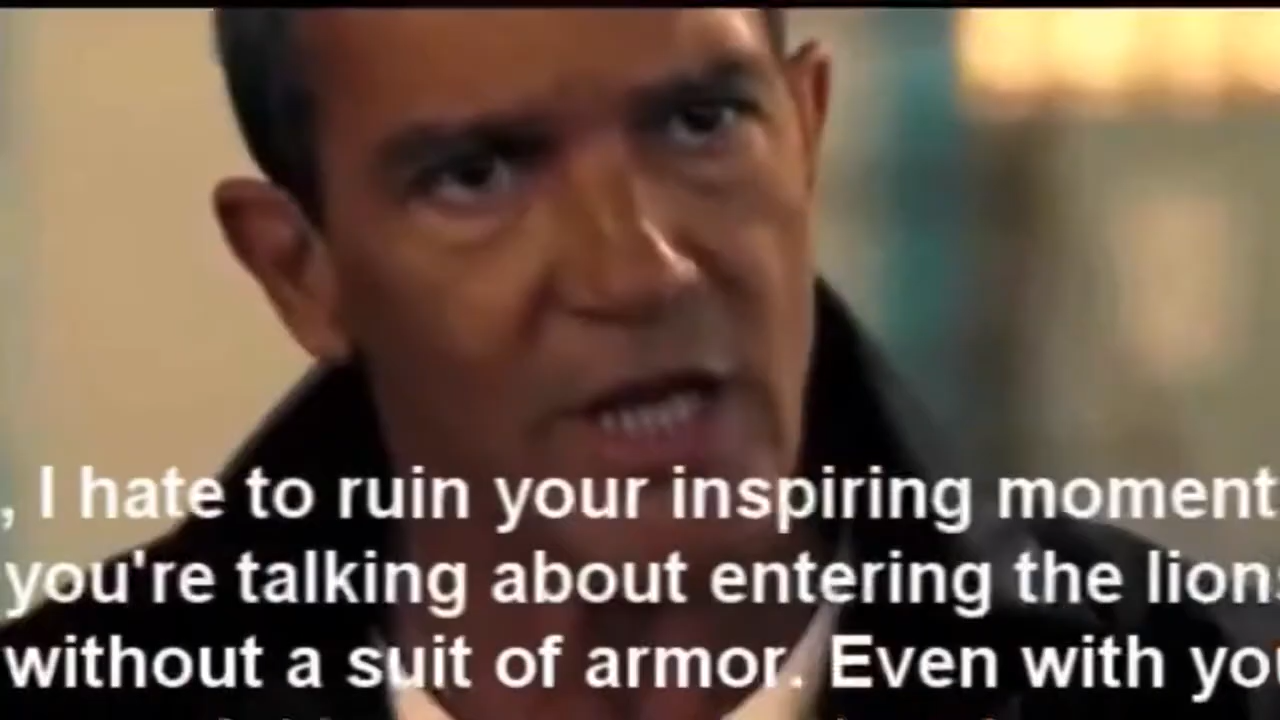 , I hate to ruin your inspiring moment
you're talking about entering the lion
without a suit of armor. Even with yo